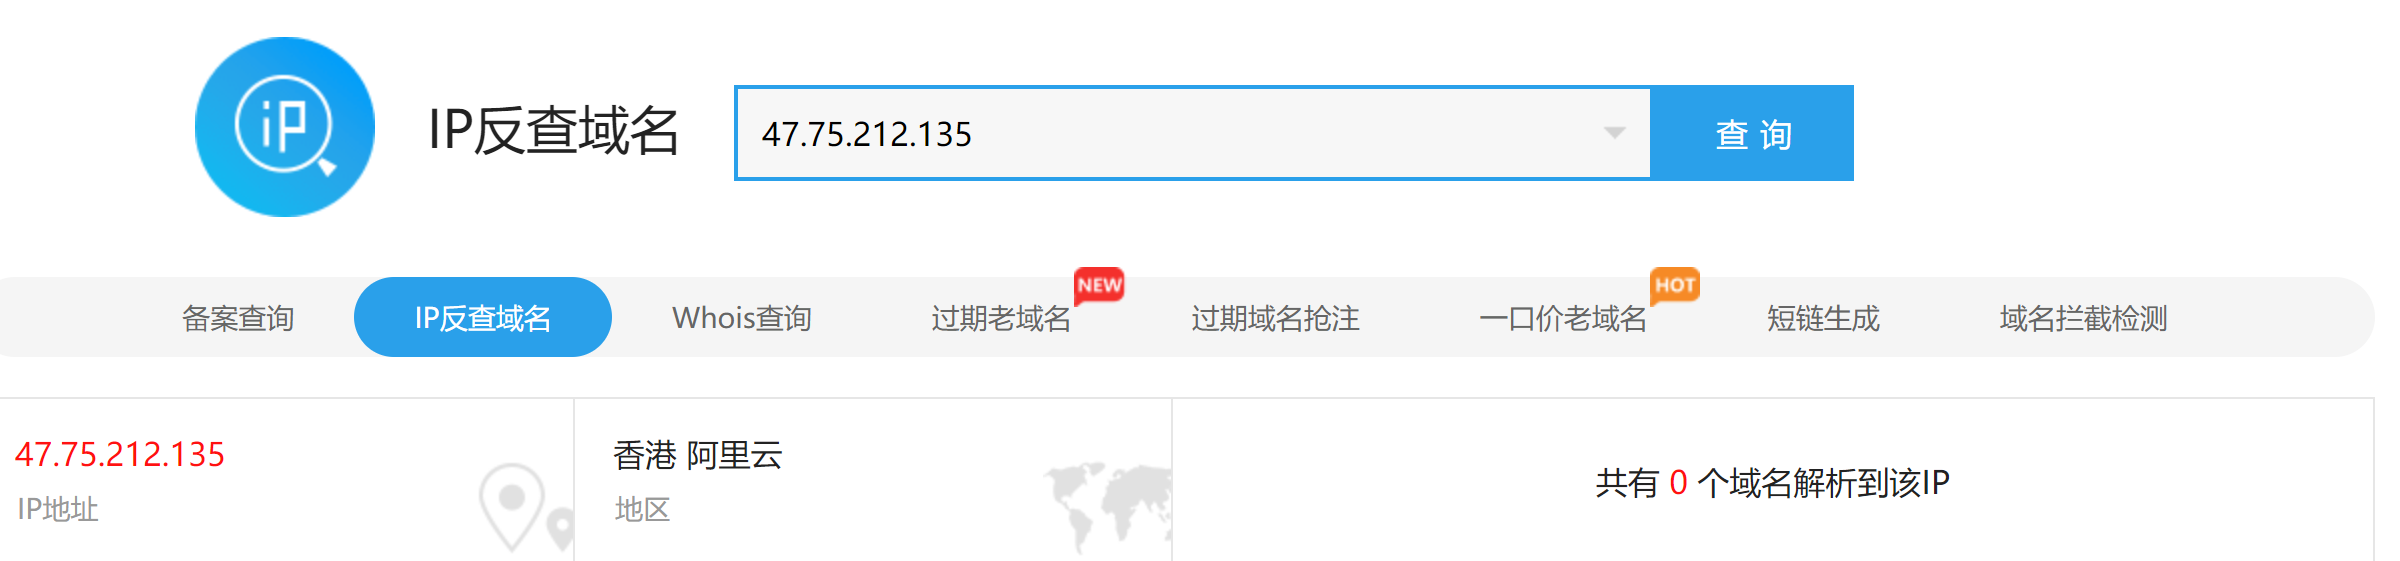 iP
IP反查域名
47.75.212.135
查 询
备案查询
IP反查域名
Whois查询
过期老域名
NEW
过期域名抢注
一口价老域名
HOT
短链生成
域名拦截检测
47.75.212.135
IP地址
香港 阿里云
地区
共有 0 个域名解析到该IP